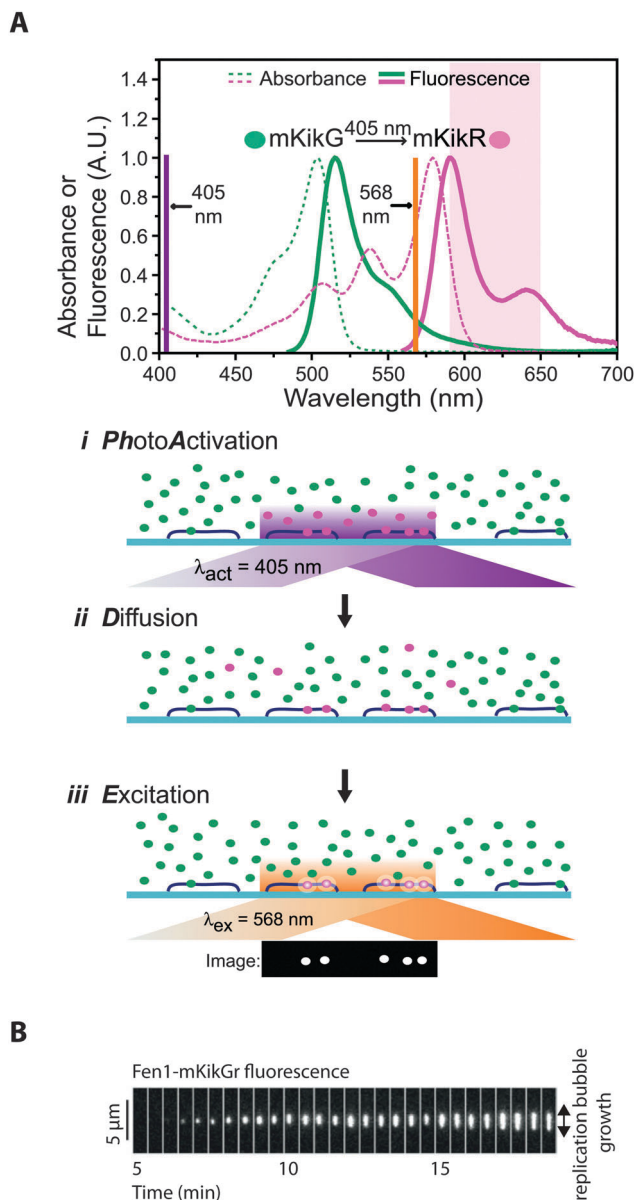 A
Absorbance
Fluorescence
Absorbance or
Fluorescence (A.U.)
1.4
1.2
1.0
0.8
0.6
0.4
0.2
0.0
mKikG 405 nm mKikR
405
nm
568
nm
400 450 500 550 600 650 700
Wavelength (nm)
i PhotoActivation
λact = 405 nm
ii Diffusion
iii Excitation
λex = 568 nm
Image:
B
Fen1-mKikGr fluorescence
5 µm
replication bubble
growth
5 10 15
Time (min)